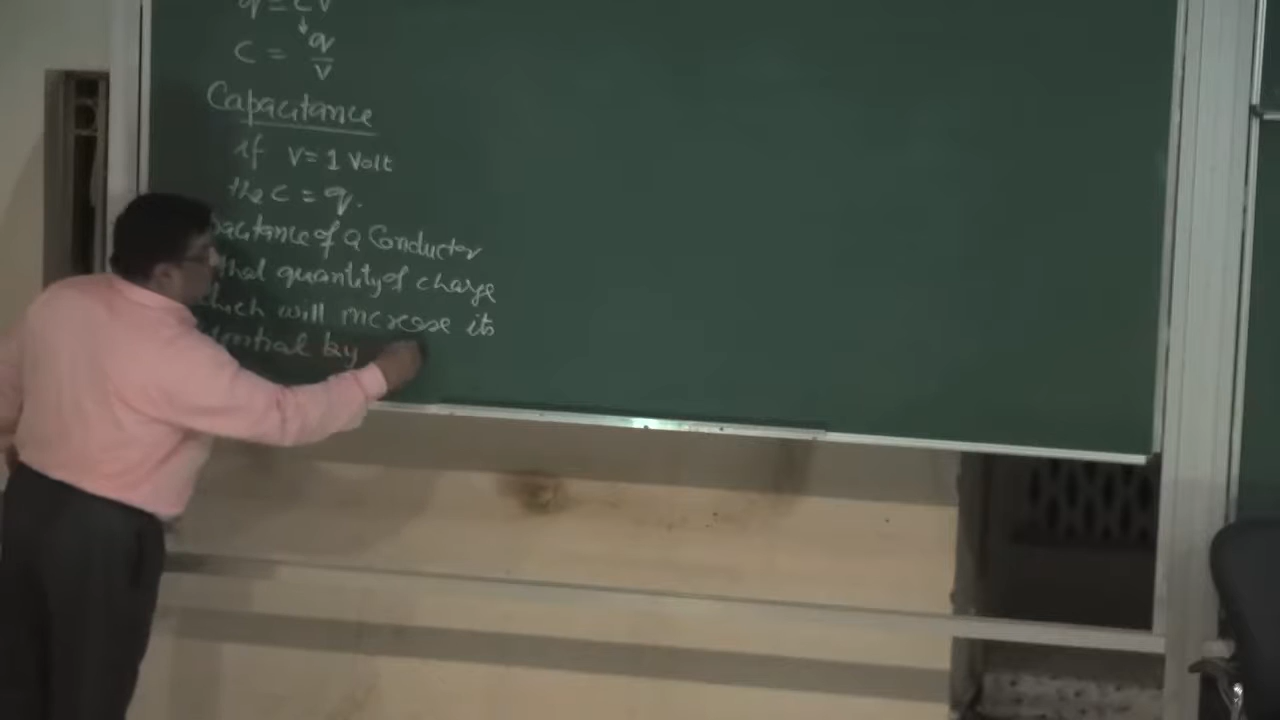 q = CV
C = q/v
Capacitance
if V = 1 Volt
the C = q.
pacitance of a Conductor
that quantity of charge
which will increase its
tential by